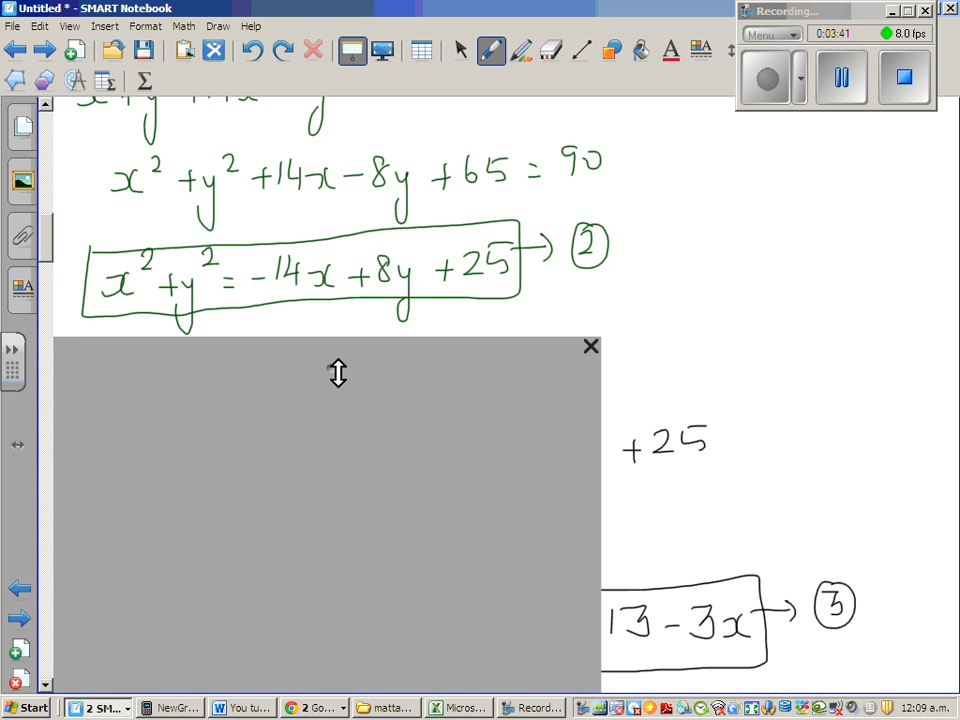 Untitled * - SMART Notebook
File Edit View Insert Format Math Draw Help
Recording...
Menu 0:03:41 8.0 fps
x² + y² + 14x - 8y + 65 = 90
x² + y² = -14x + 8y + 25 → ②
+ 25
13 - 3x → ③
Start 2 SM... NewGr... You tu... 2 Go... matta... Micros... Record... 12:09 a.m.